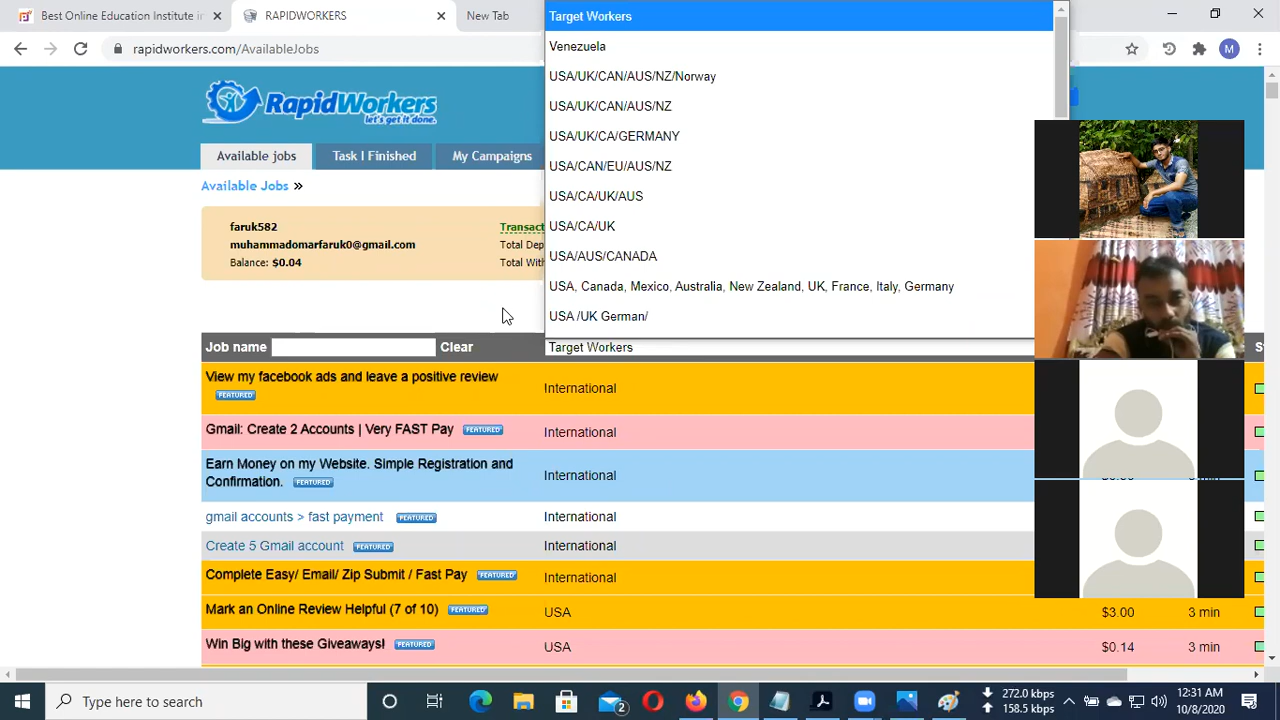 Best Online Education Institute in
RAPIDWORKERS
New Tab
rapidworkers.com/AvailableJobs
M
RapidWorkers
let's get it done.
Available jobs
Task I Finished
My Campaigns
Available Jobs »
faruk582
muhammadomarfaruk0@gmail.com
Balance: $0.04
Transact
Total Dep
Total With
Target Workers
Venezuela
USA/UK/CAN/AUS/NZ/Norway
USA/UK/CAN/AUS/NZ
USA/UK/CA/GERMANY
USA/CAN/EU/AUS/NZ
USA/CA/UK/AUS
USA/CA/UK
USA/AUS/CANADA
USA, Canada, Mexico, Australia, New Zealand, UK, France, Italy, Germany
USA /UK German/
Job name
Clear
Target Workers
S
View my facebook ads and leave a positive review
FEATURED
International
Gmail: Create 2 Accounts | Very FAST Pay FEATURED
International
Earn Money on my Website. Simple Registration and
Confirmation. FEATURED
International
gmail accounts > fast payment FEATURED
International
Create 5 Gmail account FEATURED
International
Complete Easy/ Email/ Zip Submit / Fast Pay FEATURED
International
Mark an Online Review Helpful (7 of 10) FEATURED
USA
$3.00
3 min
Win Big with these Giveaways! FEATURED
USA
$0.14
3 min
Type here to search
2
272.0 kbps
158.5 kbps
12:31 AM
10/8/2020